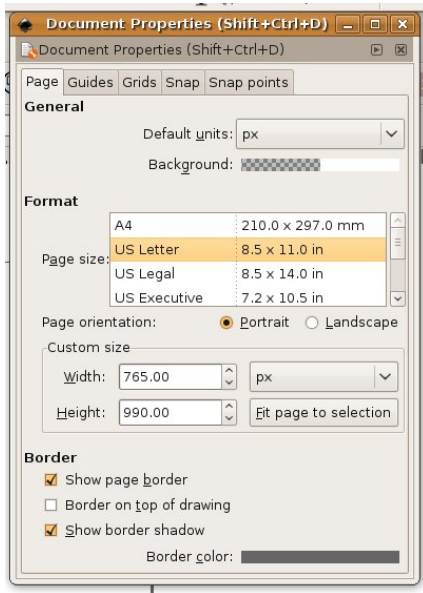 Document Properties (Shift+Ctrl+D)
Document Properties (Shift+Ctrl+D)
Page Guides Grids Snap Snap points
General
Default units: px
Background:
Format
Page size:
A4 210.0 x 297.0 mm
US Letter 8.5 x 11.0 in
US Legal 8.5 x 14.0 in
US Executive 7.2 x 10.5 in
Page orientation: Portrait Landscape
Custom size
Width: 765.00 px
Height: 990.00 Fit page to selection
Border
Show page border
Border on top of drawing
Show border shadow
Border color: